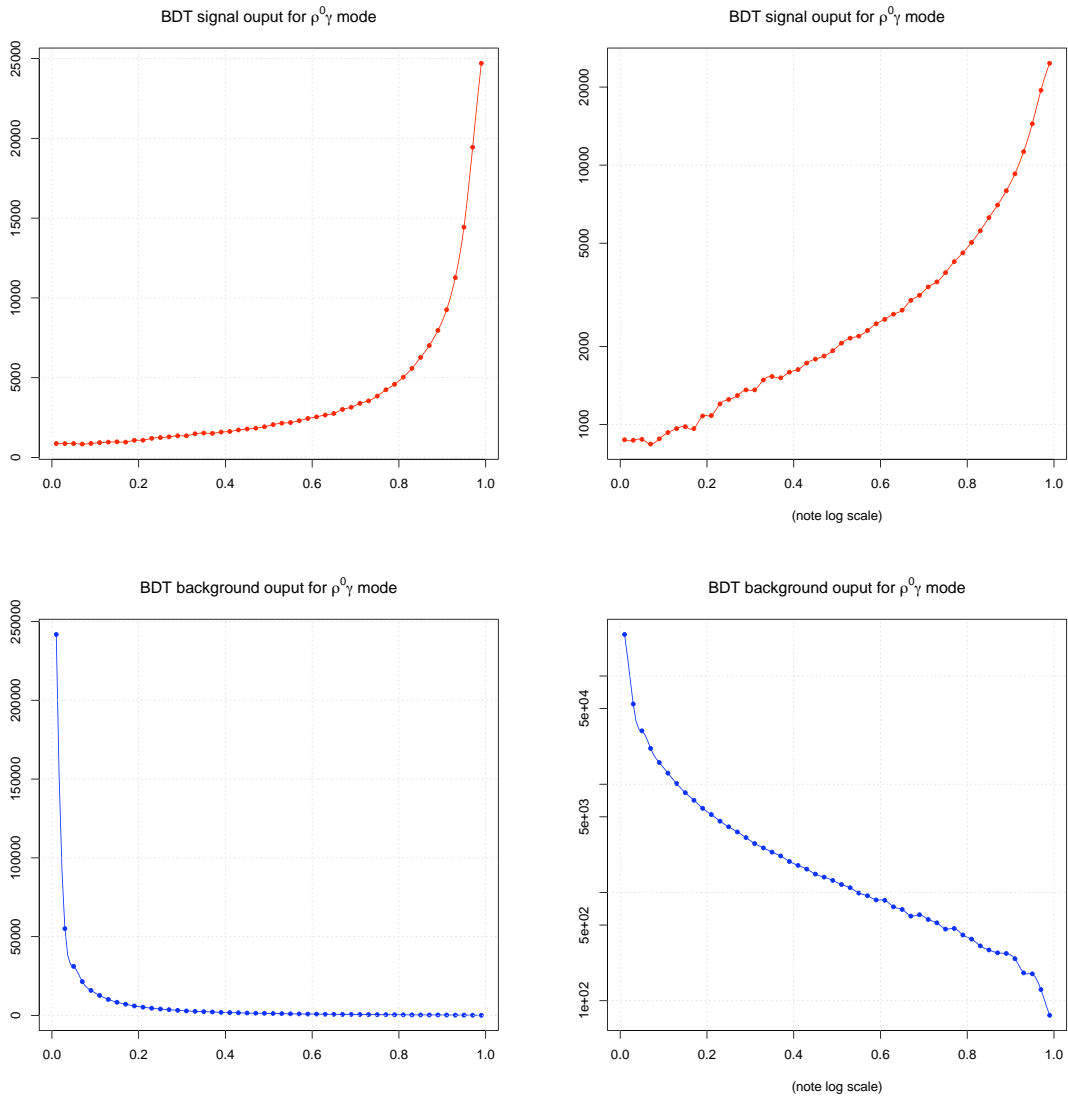 BDT signal ouput for ρ⁰γ mode
25000
20000
15000
10000
5000
0
0.0 0.2 0.4 0.6 0.8 1.0
BDT signal ouput for ρ⁰γ mode
20000
10000
5000
2000
1000
0.0 0.2 0.4 0.6 0.8 1.0
(note log scale)
BDT background ouput for ρ⁰γ mode
250000
200000
150000
100000
50000
0
0.0 0.2 0.4 0.6 0.8 1.0
BDT background ouput for ρ⁰γ mode
5e+04
5e+03
5e+02
1e+02
0.0 0.2 0.4 0.6 0.8 1.0
(note log scale)